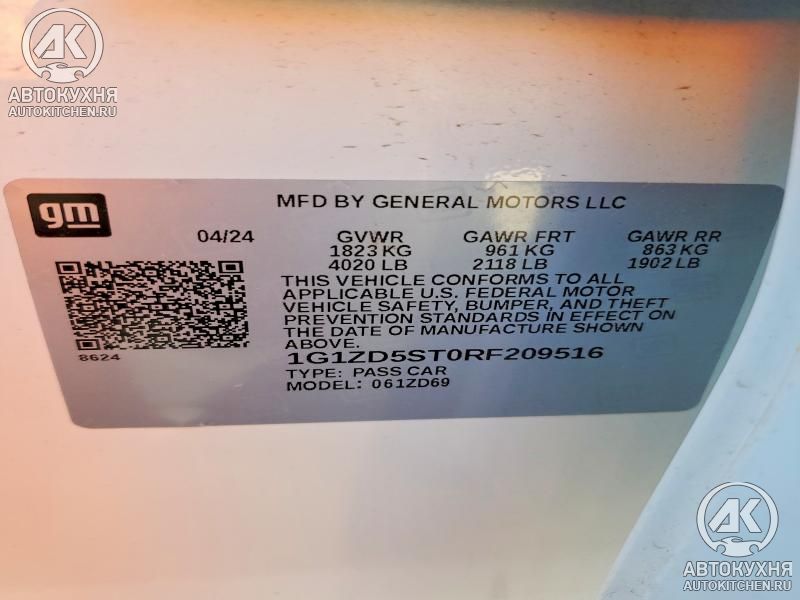 AK
АВТОКУХНЯ
AUTOKITCHEN.RU
gm
MFD BY GENERAL MOTORS LLC
04/24 GVWR GAWR FRT GAWR RR
1823 KG 961 KG 863 KG
4020 LB 2118 LB 1902 LB
THIS VEHICLE CONFORMS TO ALL
APPLICABLE U.S. FEDERAL MOTOR
VEHICLE SAFETY, BUMPER, AND THEFT
PREVENTION STANDARDS IN EFFECT ON
THE DATE OF MANUFACTURE SHOWN
ABOVE.
8624
1G1ZD5ST0RF209516
TYPE: PASS CAR
MODEL: 061ZD69
AK
АВТОКУХНЯ
AUTOKITCHEN.RU